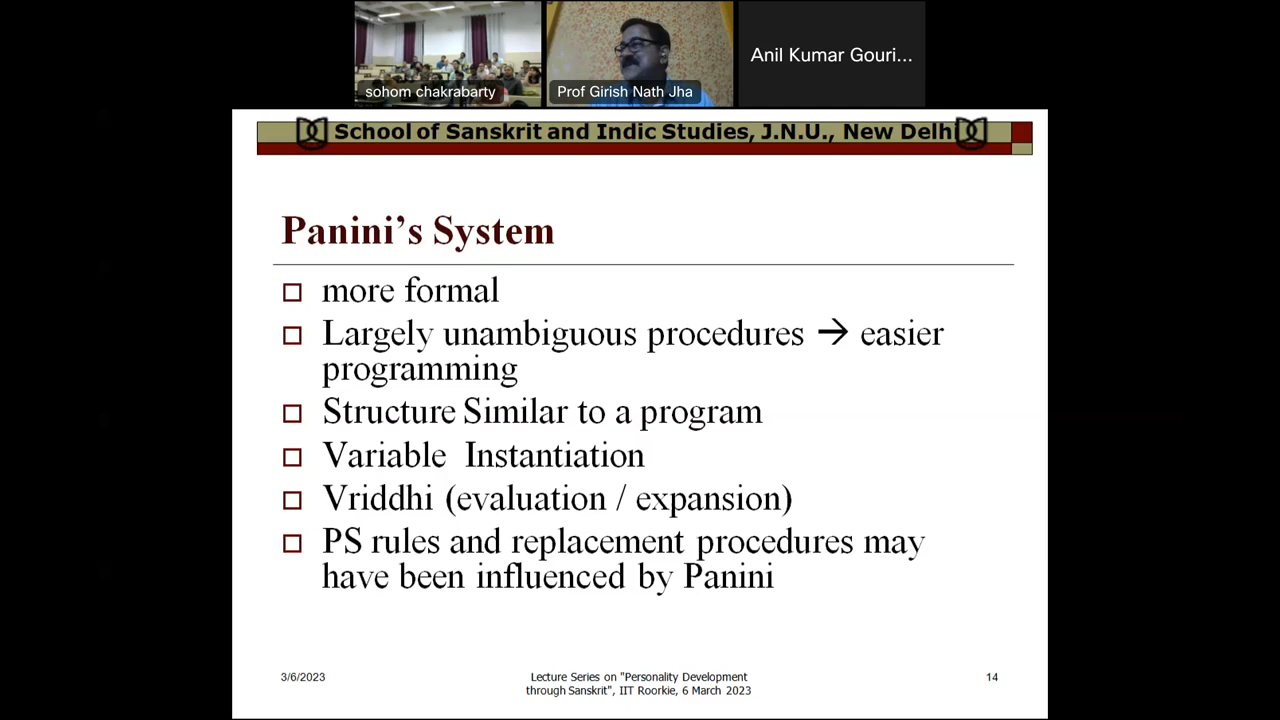 sohom chakrabarty
Prof Girish Nath Jha
Anil Kumar Gouri...
School of Sanskrit and Indic Studies, J.N.U., New Delhi
Panini's System
more formal
Largely unambiguous procedures → easier
programming
Structure Similar to a program
Variable Instantiation
Vriddhi (evaluation / expansion)
PS rules and replacement procedures may
have been influenced by Panini
3/6/2023
Lecture Series on "Personality Development
through Sanskrit", IIT Roorkie, 6 March 2023
14